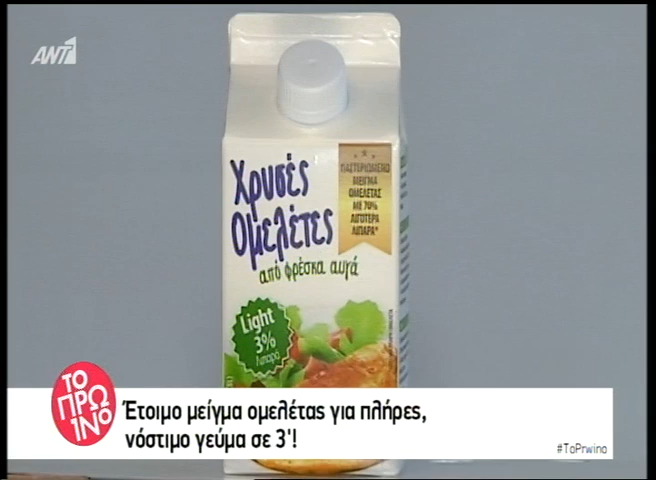 ANT1
Χρυσές
Ομελέτες
από φρέσκα αυγά
ΠΑΣΤΕΡΙΩΜΕΝΟ
ΜΕΙΓΜΑ
ΟΜΕΛΕΤΑΣ
ΜΕ 70%
ΛΙΓΟΤΕΡΑ
ΛΙΠΑΡΑ*
Light
3%
Λιπαρά
ΤΟ
ΠΡΩ
ΙΝΟ
Έτοιμο μείγμα ομελέτας για πλήρες,
νόστιμο γεύμα σε 3'!
#ToPrwino